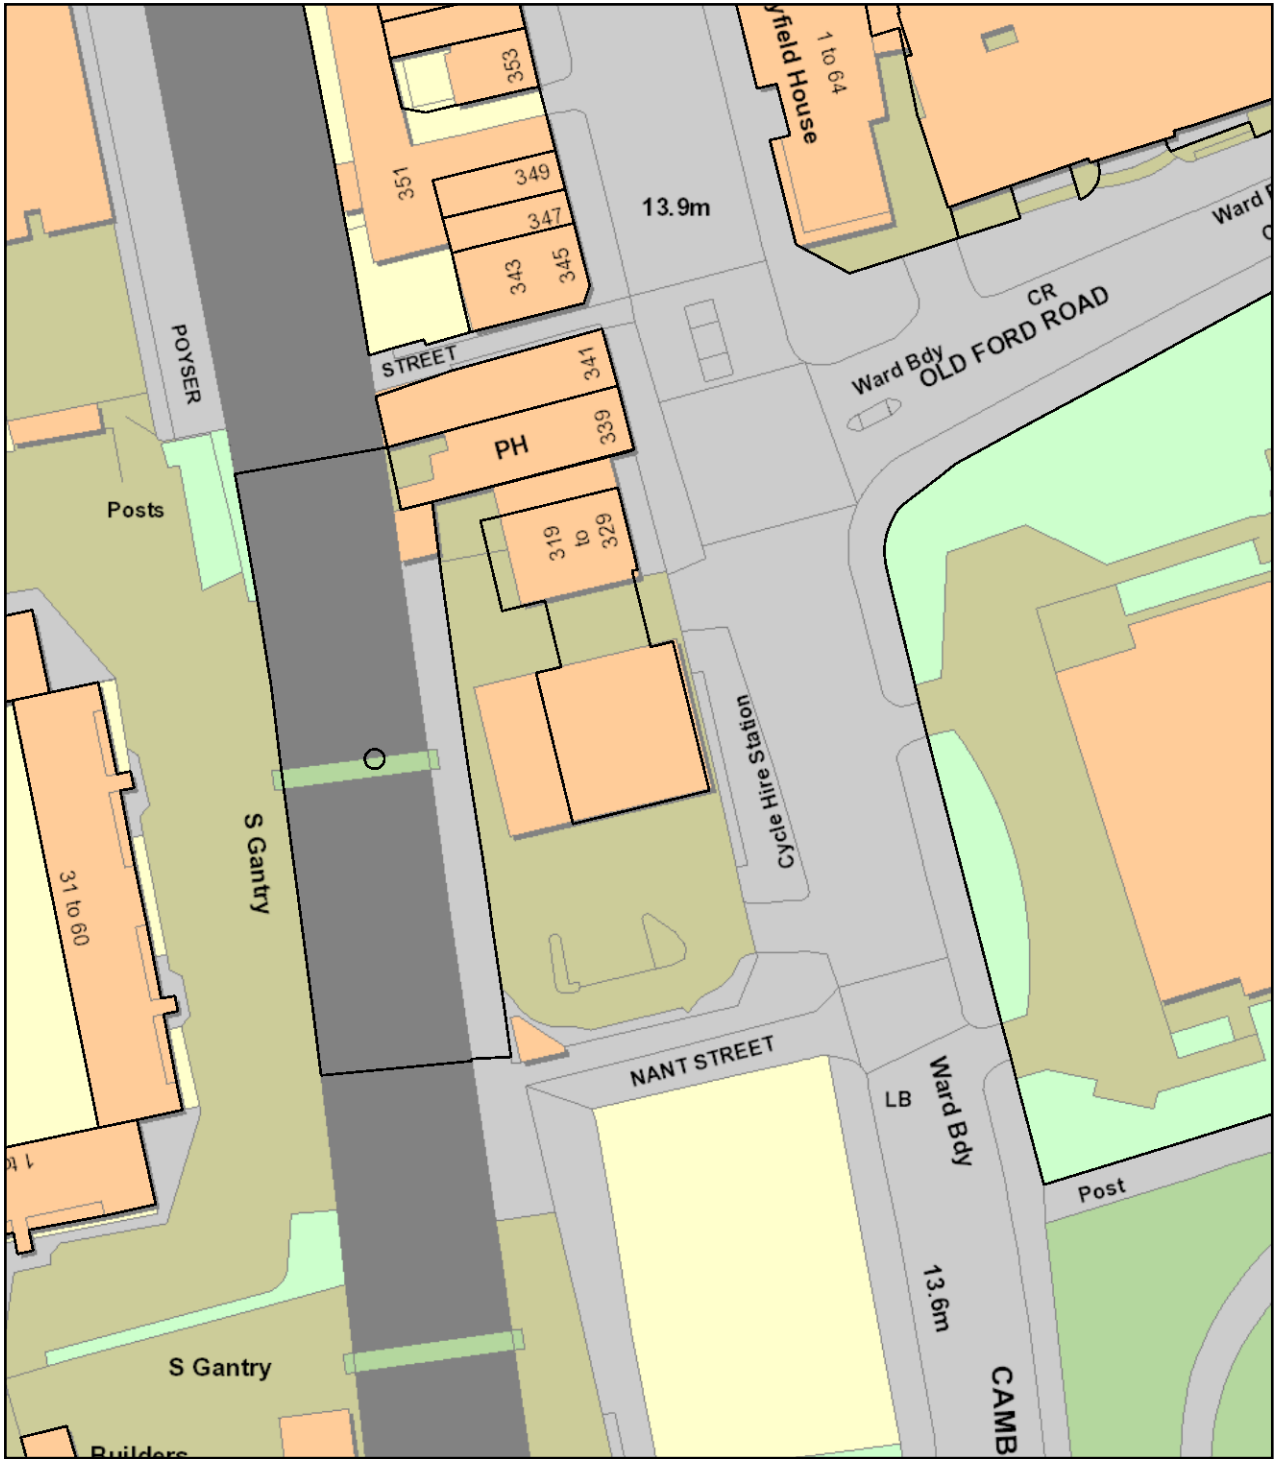 353
1 to 64
yfield House
351
349
347
343
345
13.9m
Ward
CR
OLD FORD ROAD
Ward Bdy
POYSER
STREET
341
339
PH
319
to
329
Posts
Cycle Hire Station
S Gantry
31 to 60
NANT STREET
LB
Ward Bdy
Post
13.6m
S Gantry
CAMB
Builders